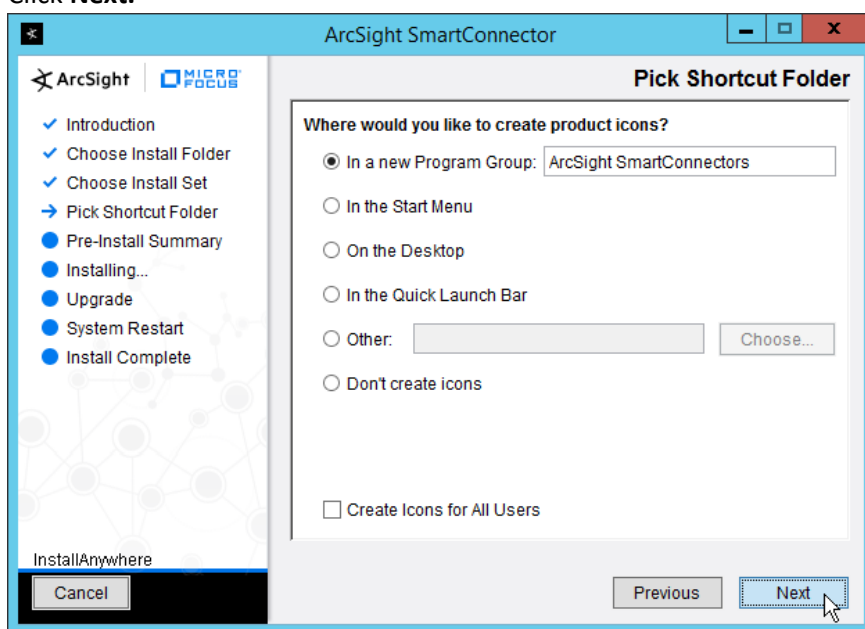 Click Next.
ArcSight SmartConnector
ArcSight MICRO FOCUS
Pick Shortcut Folder
Introduction
Choose Install Folder
Choose Install Set
Pick Shortcut Folder
Pre-Install Summary
Installing...
Upgrade
System Restart
Install Complete
Where would you like to create product icons?
In a new Program Group: ArcSight SmartConnectors
In the Start Menu
On the Desktop
In the Quick Launch Bar
Other: Choose...
Don't create icons
Create Icons for All Users
InstallAnywhere
Cancel Previous Next